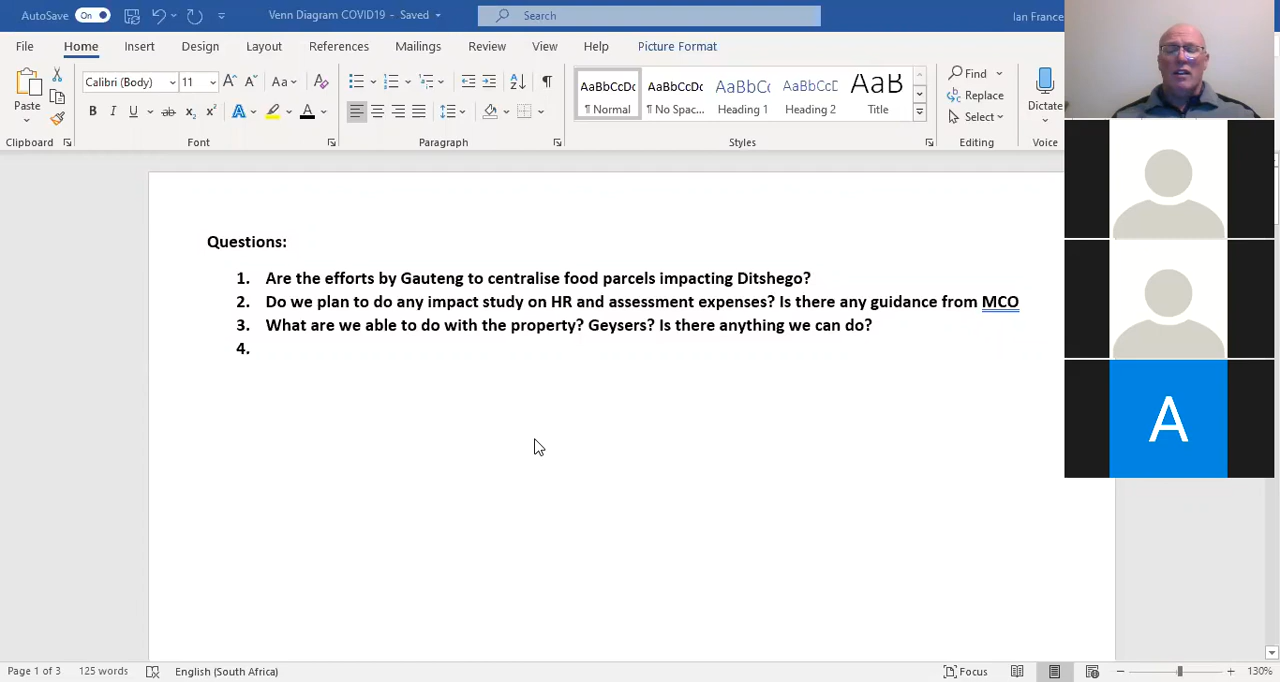 AutoSave On Venn Diagram COVID19 - Saved Search Ian France
File Home Insert Design Layout References Mailings Review View Help Picture Format
Paste Calibri (Body) 11 Aa AaBbCcDc AaBbCcDc AaBbCc AaBbCcD AaB Find Replace Select Dictate
B I U ab x2 x2 A A ¶ Normal ¶ No Spac... Heading 1 Heading 2 Title
Clipboard Font Paragraph Styles Editing Voice
Questions:
1. Are the efforts by Gauteng to centralise food parcels impacting Ditshego?
2. Do we plan to do any impact study on HR and assessment expenses? Is there any guidance from MCO
3. What are we able to do with the property? Geysers? Is there anything we can do?
4.
A
Page 1 of 3 125 words English (South Africa) Focus 130%